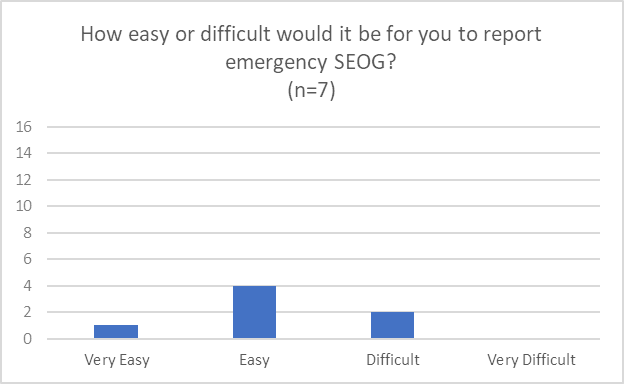 How easy or difficult would it be for you to report
emergency SEOG?
(n=7)
16
14
12
10
8
6
4
2
0
Very Easy Easy Difficult Very Difficult